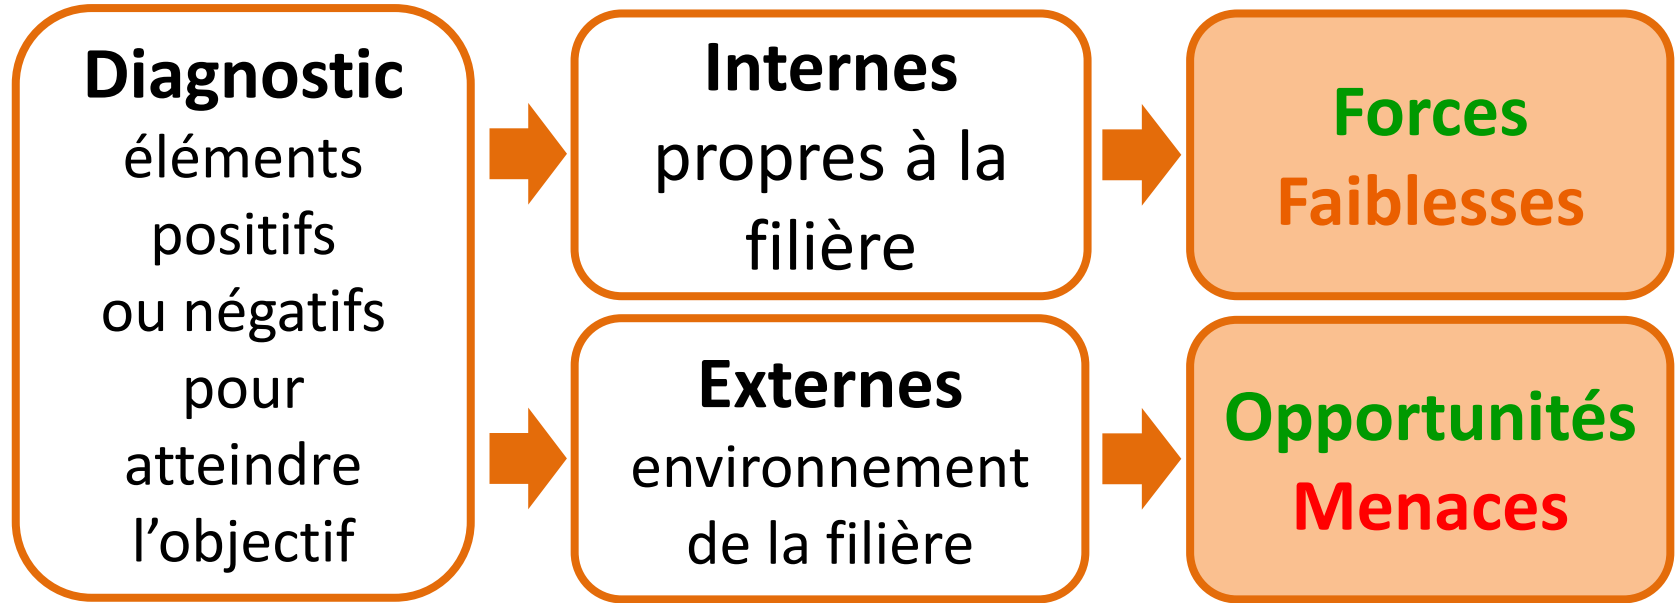 Diagnostic
éléments
positifs
ou négatifs
pour
atteindre
l’objectif
Internes
propres à la
filière
Forces
Faiblesses
Externes
environnement
de la filière
Opportunités
Menaces